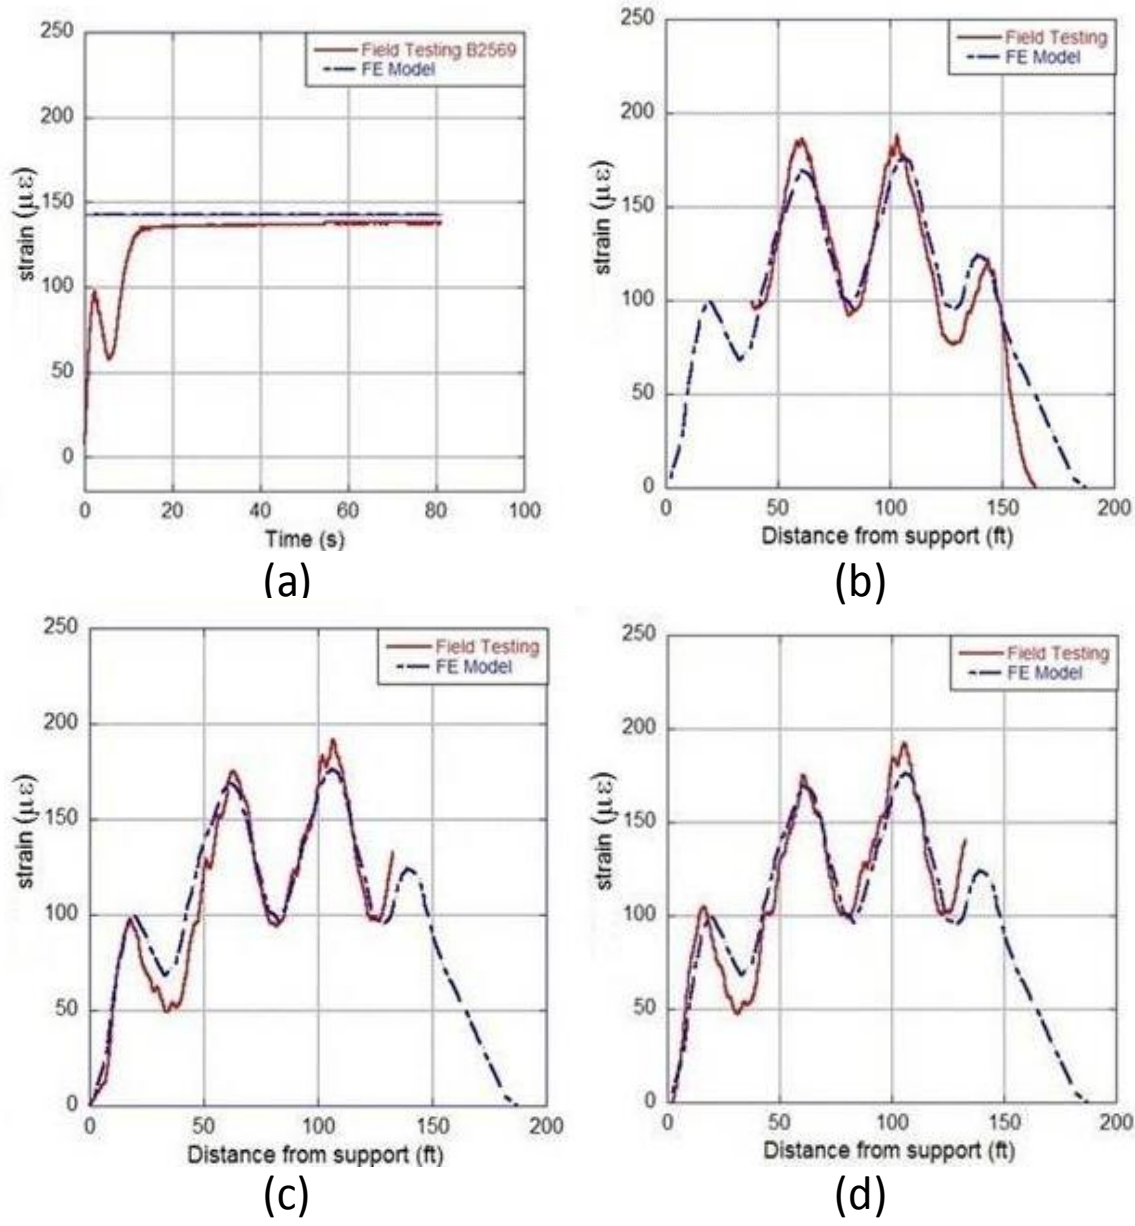 250
200
150
100
50
0
strain (µε)
Field Testing B2569
FE Model
0 20 40 60 80 100
Time (s)
(a)
250
200
150
100
50
0
strain (µε)
Field Testing
FE Model
0 50 100 150 200
Distance from support (ft)
(b)
250
200
150
100
50
0
strain (µε)
Field Testing
FE Model
0 50 100 150 200
Distance from support (ft)
(c)
250
200
150
100
50
0
strain (µε)
Field Testing
FE Model
0 50 100 150 200
Distance from support (ft)
(d)